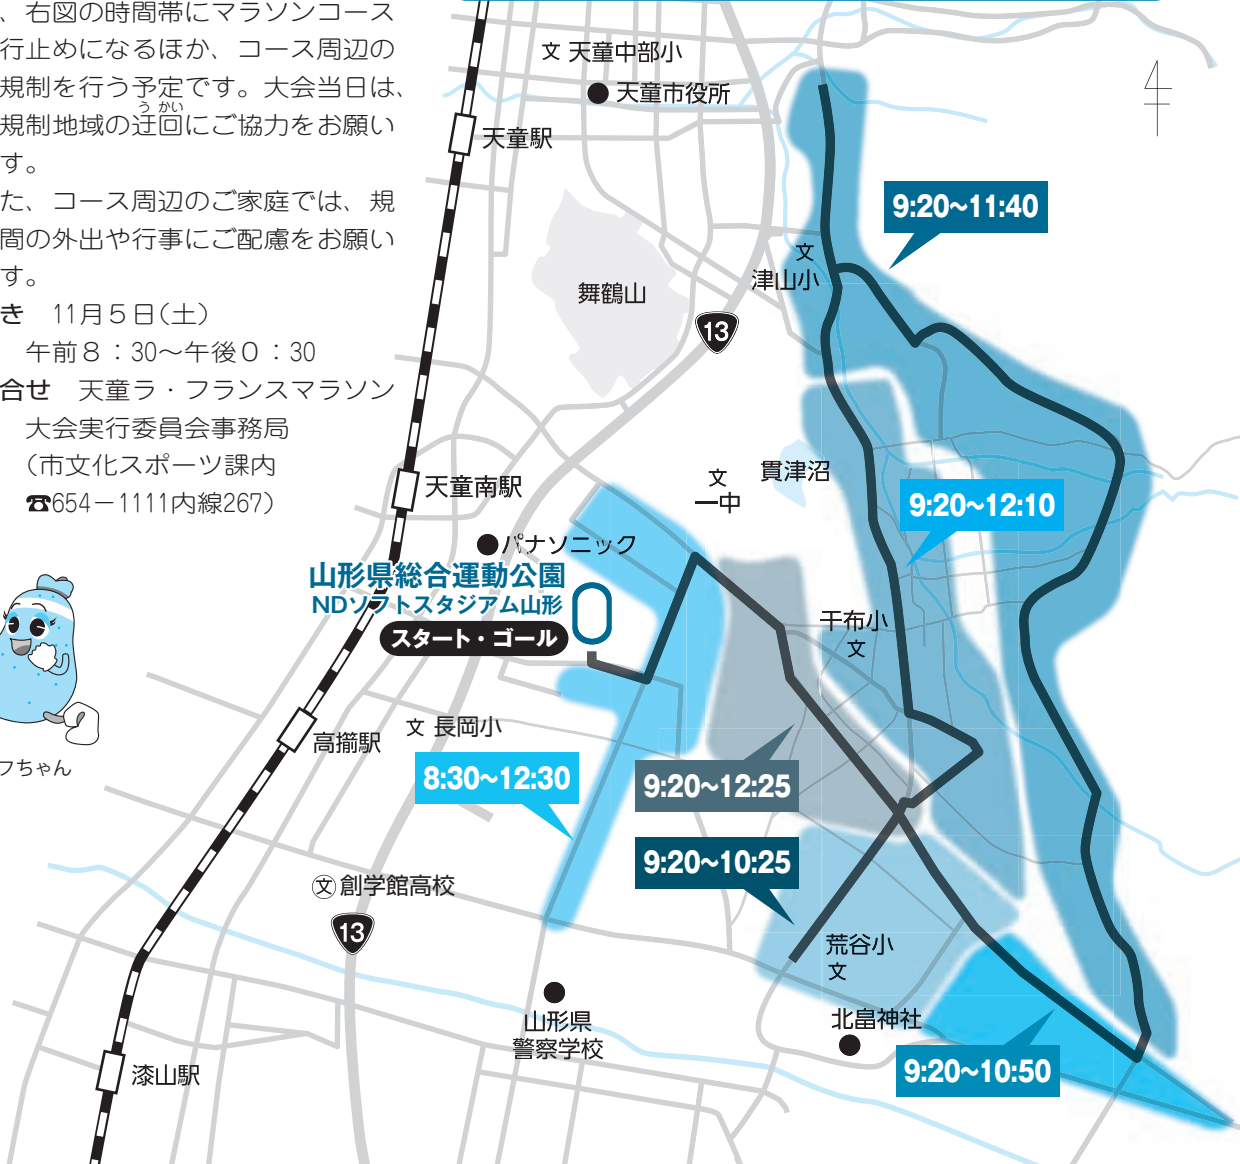 、右図の時間帯にマラソンコース
行止めになるほか、コース周辺の
規制を行う予定です。大会当日は、
うかい
規制地域の迂回にご協力をお願い
す。
た、コース周辺のご家庭では、規
間の外出や行事にご配慮をお願い
す。
き　11月５日(土)
午前８：30～午後０：30
合せ　天童ラ・フランスマラソン
大会実行委員会事務局
(市文化スポーツ課内
☎654－1111内線267)
フちゃん
文 天童中部小
天童市役所
天童駅
9:20~11:40
文
津山小
舞鶴山
13
貫津沼
文
一中
天童南駅
9:20~12:10
パナソニック
山形県総合運動公園
NDソフトスタジアム山形
スタート・ゴール
干布小
文
文 長岡小
高擶駅
8:30~12:30
9:20~12:25
9:20~10:25
文 創学館高校
13
荒谷小
文
山形県
警察学校
北畠神社
9:20~10:50
漆山駅